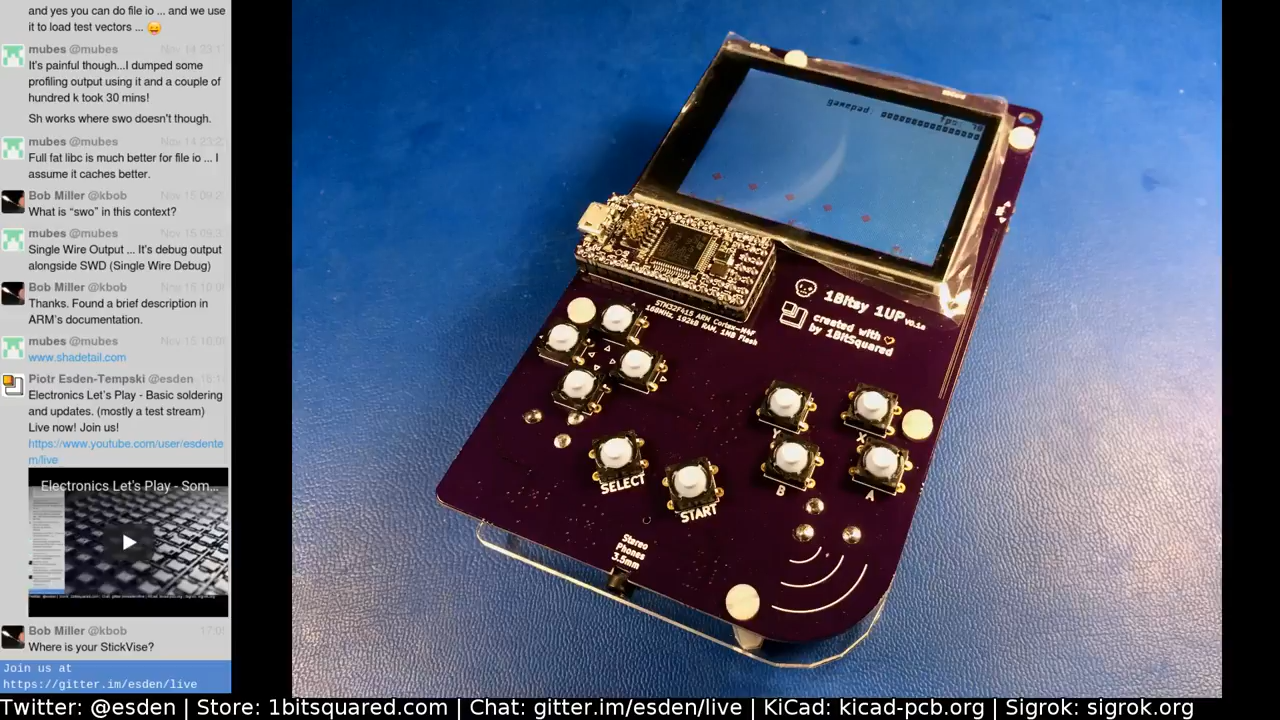 and yes you can do file io ... and we use
it to load test vectors ... 😛
mubes @mubes
It's painful though...I dumped some
profiling output using it and a couple of
hundred k took 30 mins!
Sh works where swo doesn't though.
mubes @mubes
Full fat libc is much better for file io ... I
assume it caches better.
Bob Miller @kbob
What is “swo” in this context?
mubes @mubes
Single Wire Output ... It's debug output
alongside SWD (Single Wire Debug)
Bob Miller @kbob
Thanks. Found a brief description in
ARM's documentation.
mubes @mubes
www.shadetail.com
Piotr Esden-Tempski @esden
Electronics Let's Play - Basic soldering
and updates. (mostly a test stream)
Live now! Join us!
https://www.youtube.com/user/esdente
m/live
Electronics Let's Play - Som...
Bob Miller @kbob
Where is your StickVise?
Join us at
https://gitter.im/esden/live
gamepad:
1Bitsy 1UP v0.1a
created with
by 1BitSquared
STM32F415 ARM Cortex-M4F
168MHz, 192kB RAM, 1MB Flash
Y
X
B
A
SELECT
START
Stereo
Phones
3.5mm
Twitter: @esden | Store: 1bitsquared.com | Chat: gitter.im/esden/live | KiCad: kicad-pcb.org | Sigrok: sigrok.org